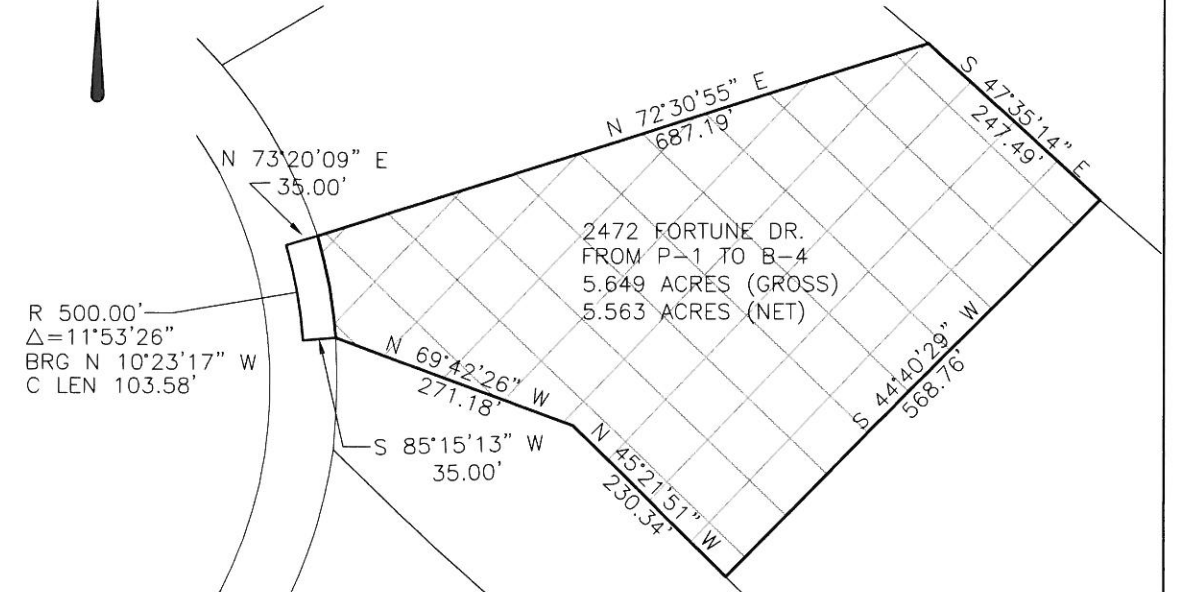 N 72°30'55" E
687.19'
S 47°35'14" E
247.49'
N 73°20'09" E
35.00'
2472 FORTUNE DR.
FROM P-1 TO B-4
5.649 ACRES (GROSS)
5.563 ACRES (NET)
R 500.00'
△=11°53'26"
BRG N 10°23'17" W
C LEN 103.58'
N 69°42'26" W
271.18'
S 44°40'29" W
568.76'
S 85°15'13" W
35.00'
N 45°21'51" W
230.34'